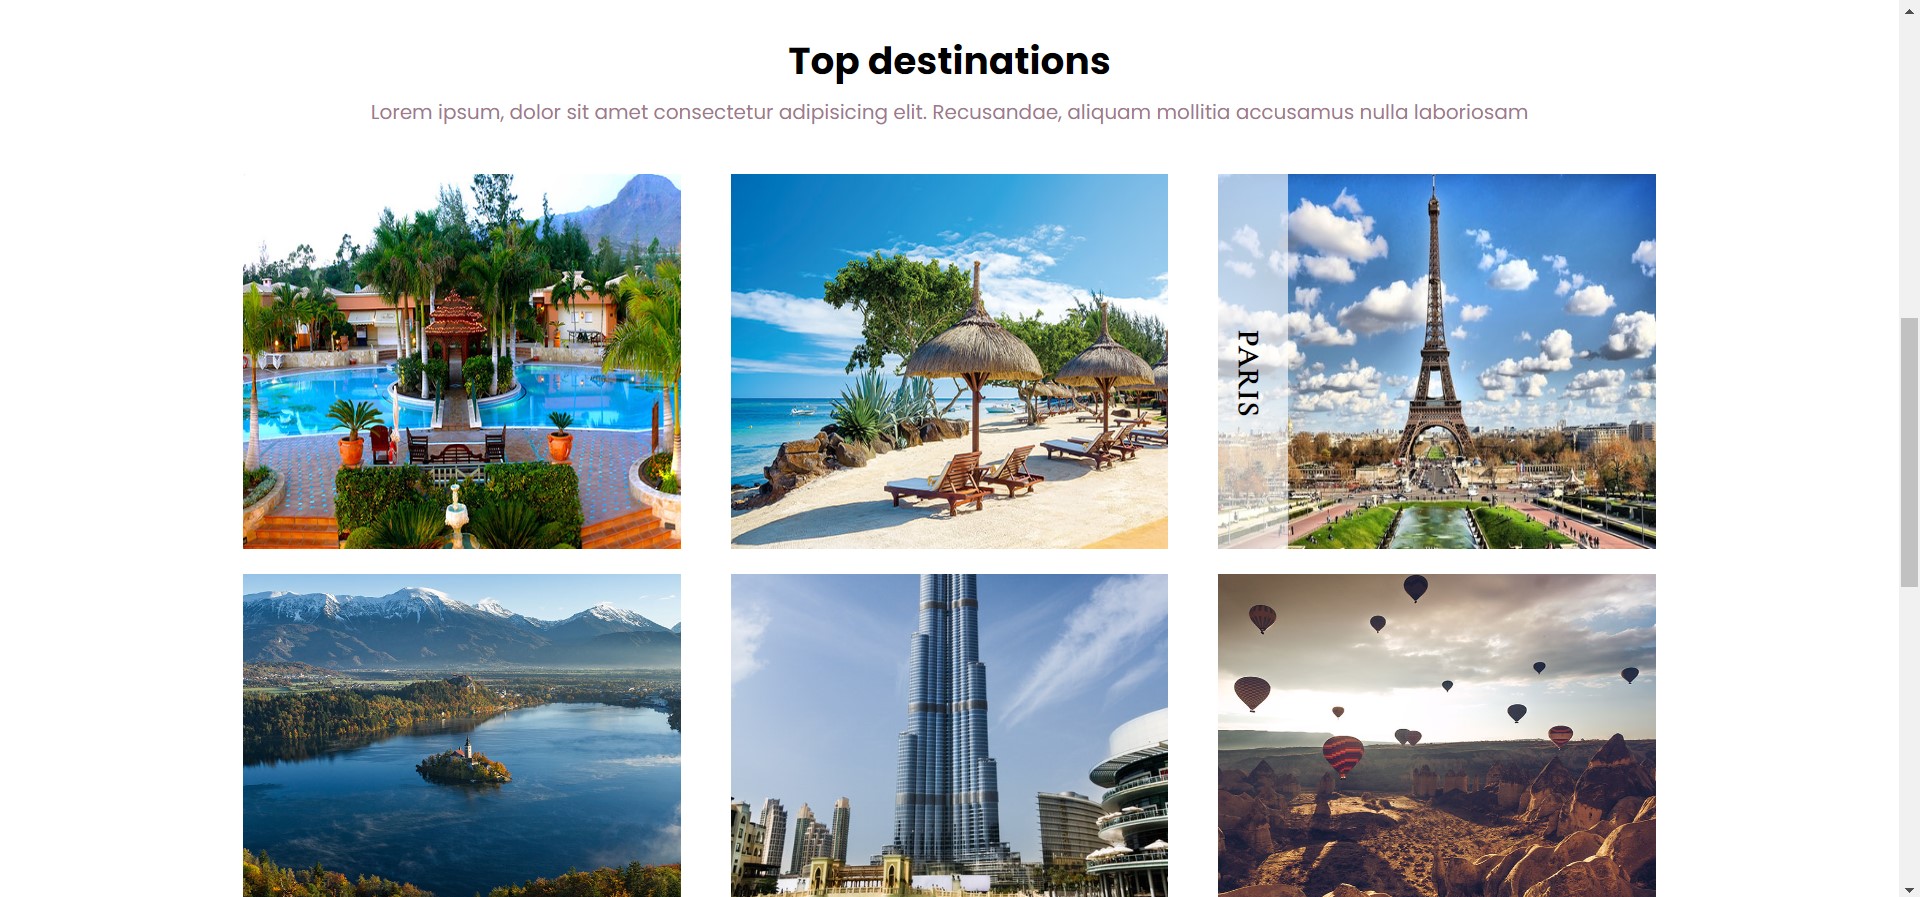 Top destinations
Lorem ipsum, dolor sit amet consectetur adipisicing elit. Recusandae, aliquam mollitia accusamus nulla laboriosam
PARIS